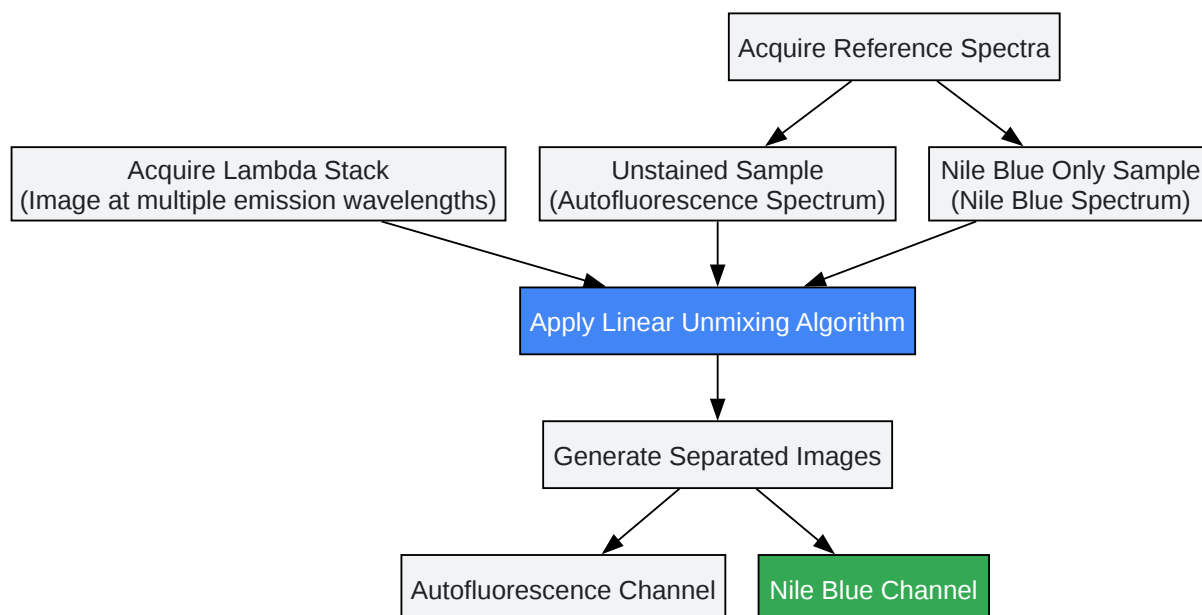 Acquire Reference Spectra
Acquire Lambda Stack
(Image at multiple emission wavelengths)
Unstained Sample
(Autofluorescence Spectrum)
Nile Blue Only Sample
(Nile Blue Spectrum)
Apply Linear Unmixing Algorithm
Generate Separated Images
Autofluorescence Channel
Nile Blue Channel